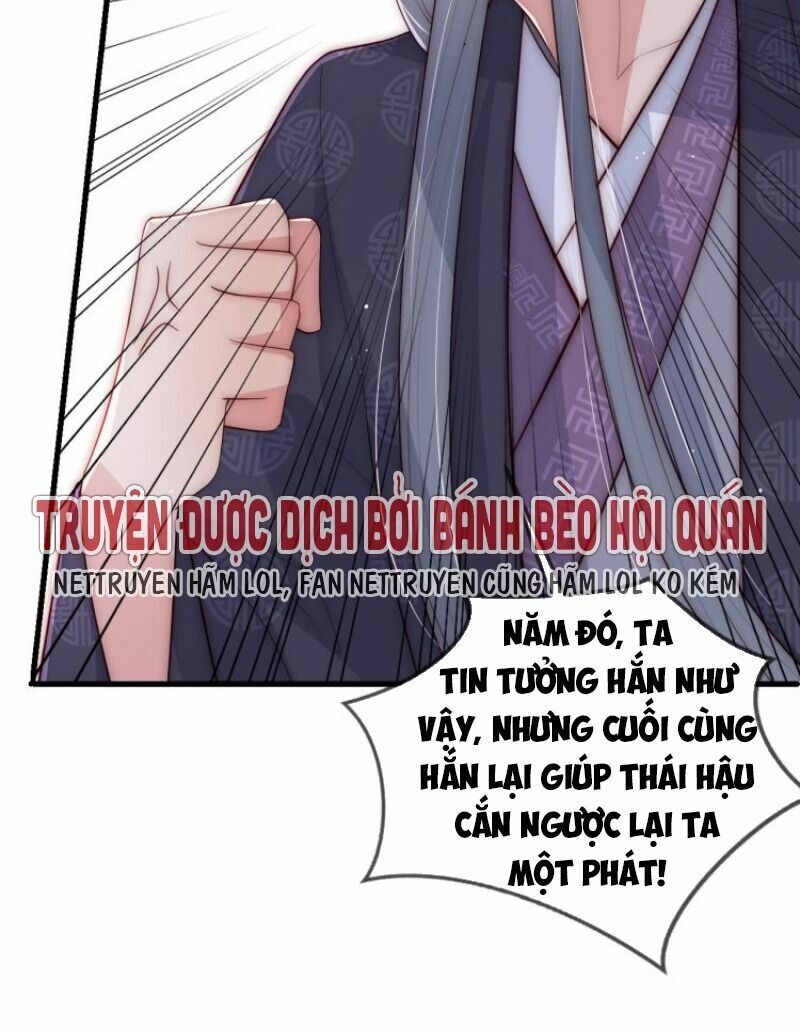 TRUYỆN ĐƯỢC DỊCH BỞI BÁNH BÈO HỘI QUÁN
NETTRUYEN HÃM LOL, FAN NETTRUYEN CŨNG HÃM LOL KO KÉM
NĂM ĐÓ, TA
TIN TƯỞNG HẮN NHƯ
VẬY, NHƯNG CUỐI CÙNG
HẮN LẠI GIÚP THÁI HẬU
CẮN NGƯỢC LẠI TA
MỘT PHÁT!